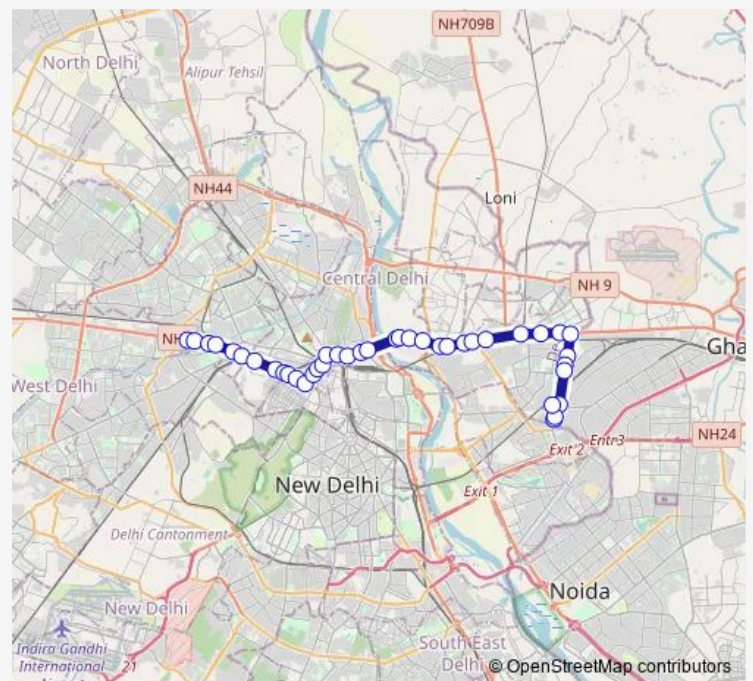 NH709B
North Delhi
Alipur Tehsil
NH44
Loni
Central Delhi
NH 9
NH
Gha
West Delhi
NH24
Exit 2
Entr3
New Delhi
Exit 1
Delhi Cantonment
Noida
New Delhi
Indira Gandhi
International
21
South East
Delhi
© OpenStreetMap contributors